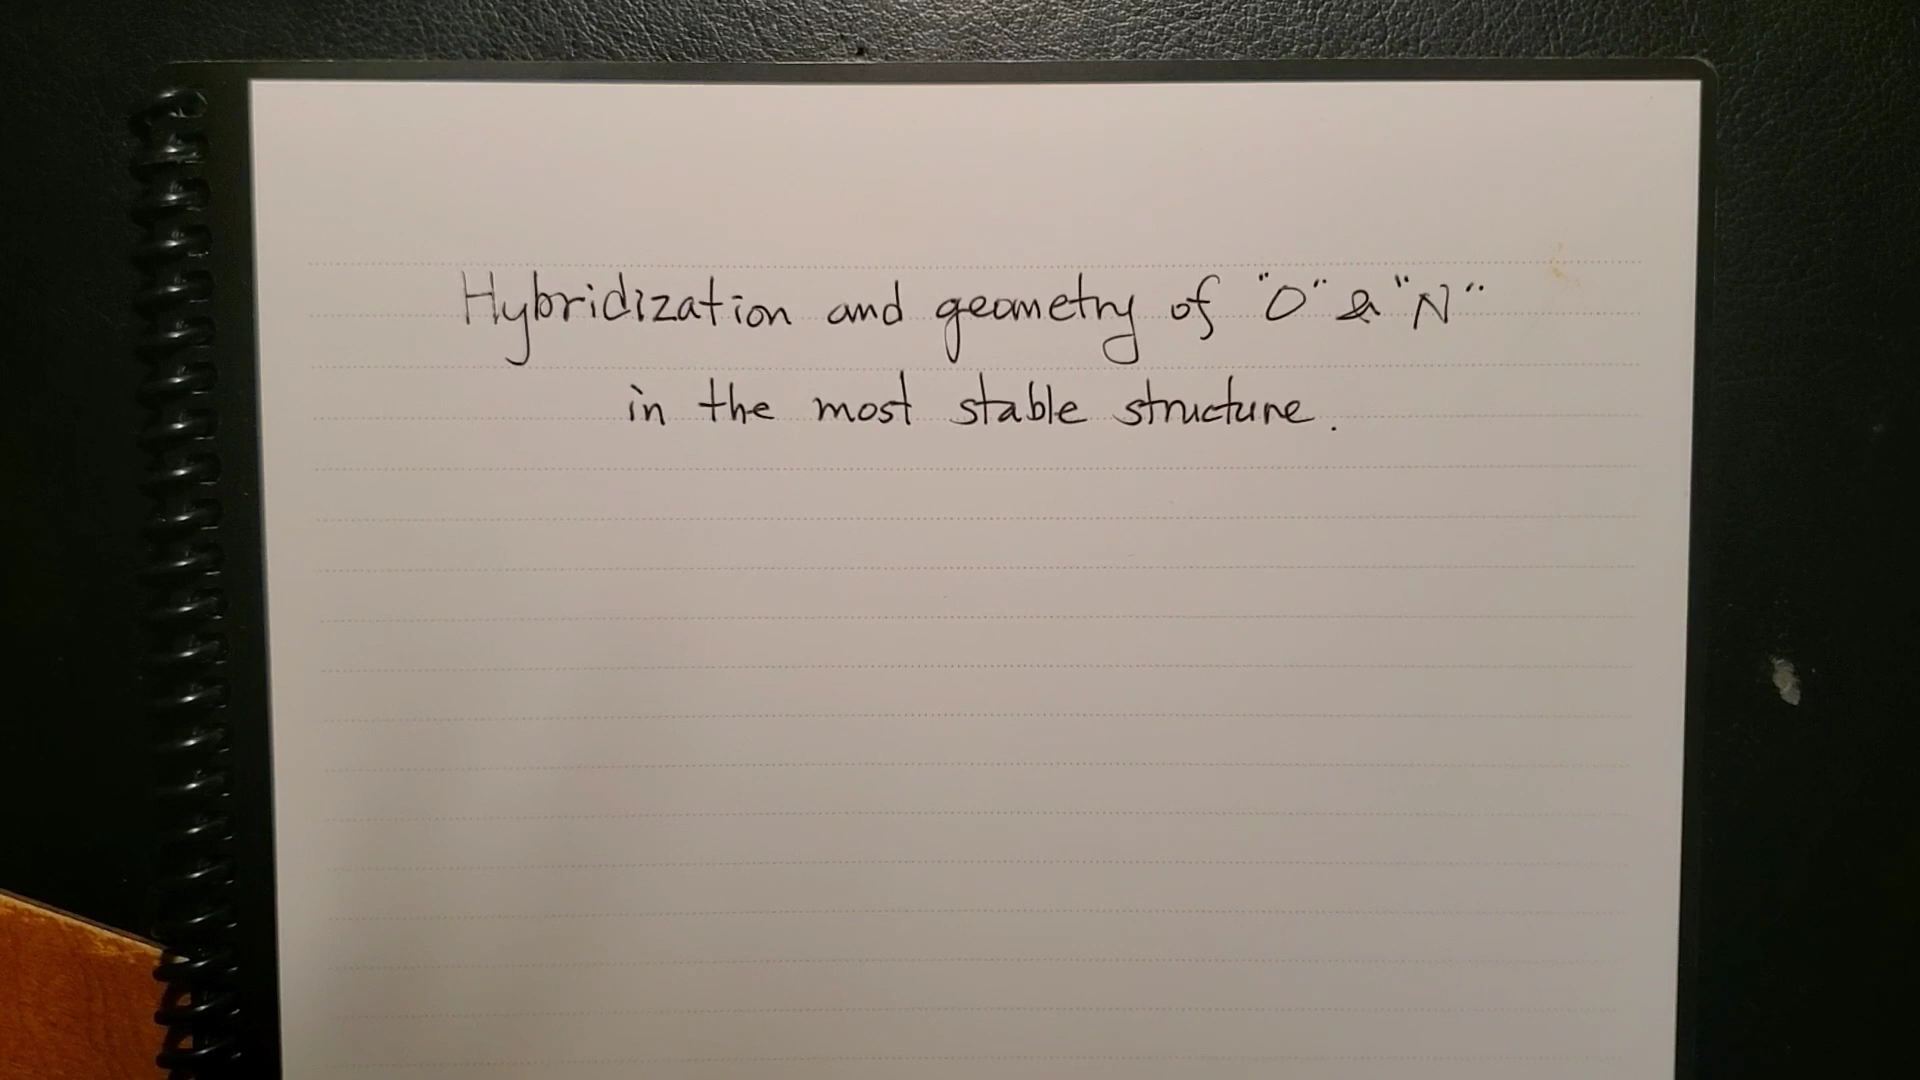 Hybridization and geometry of "O" & "N"
in the most stable structure.